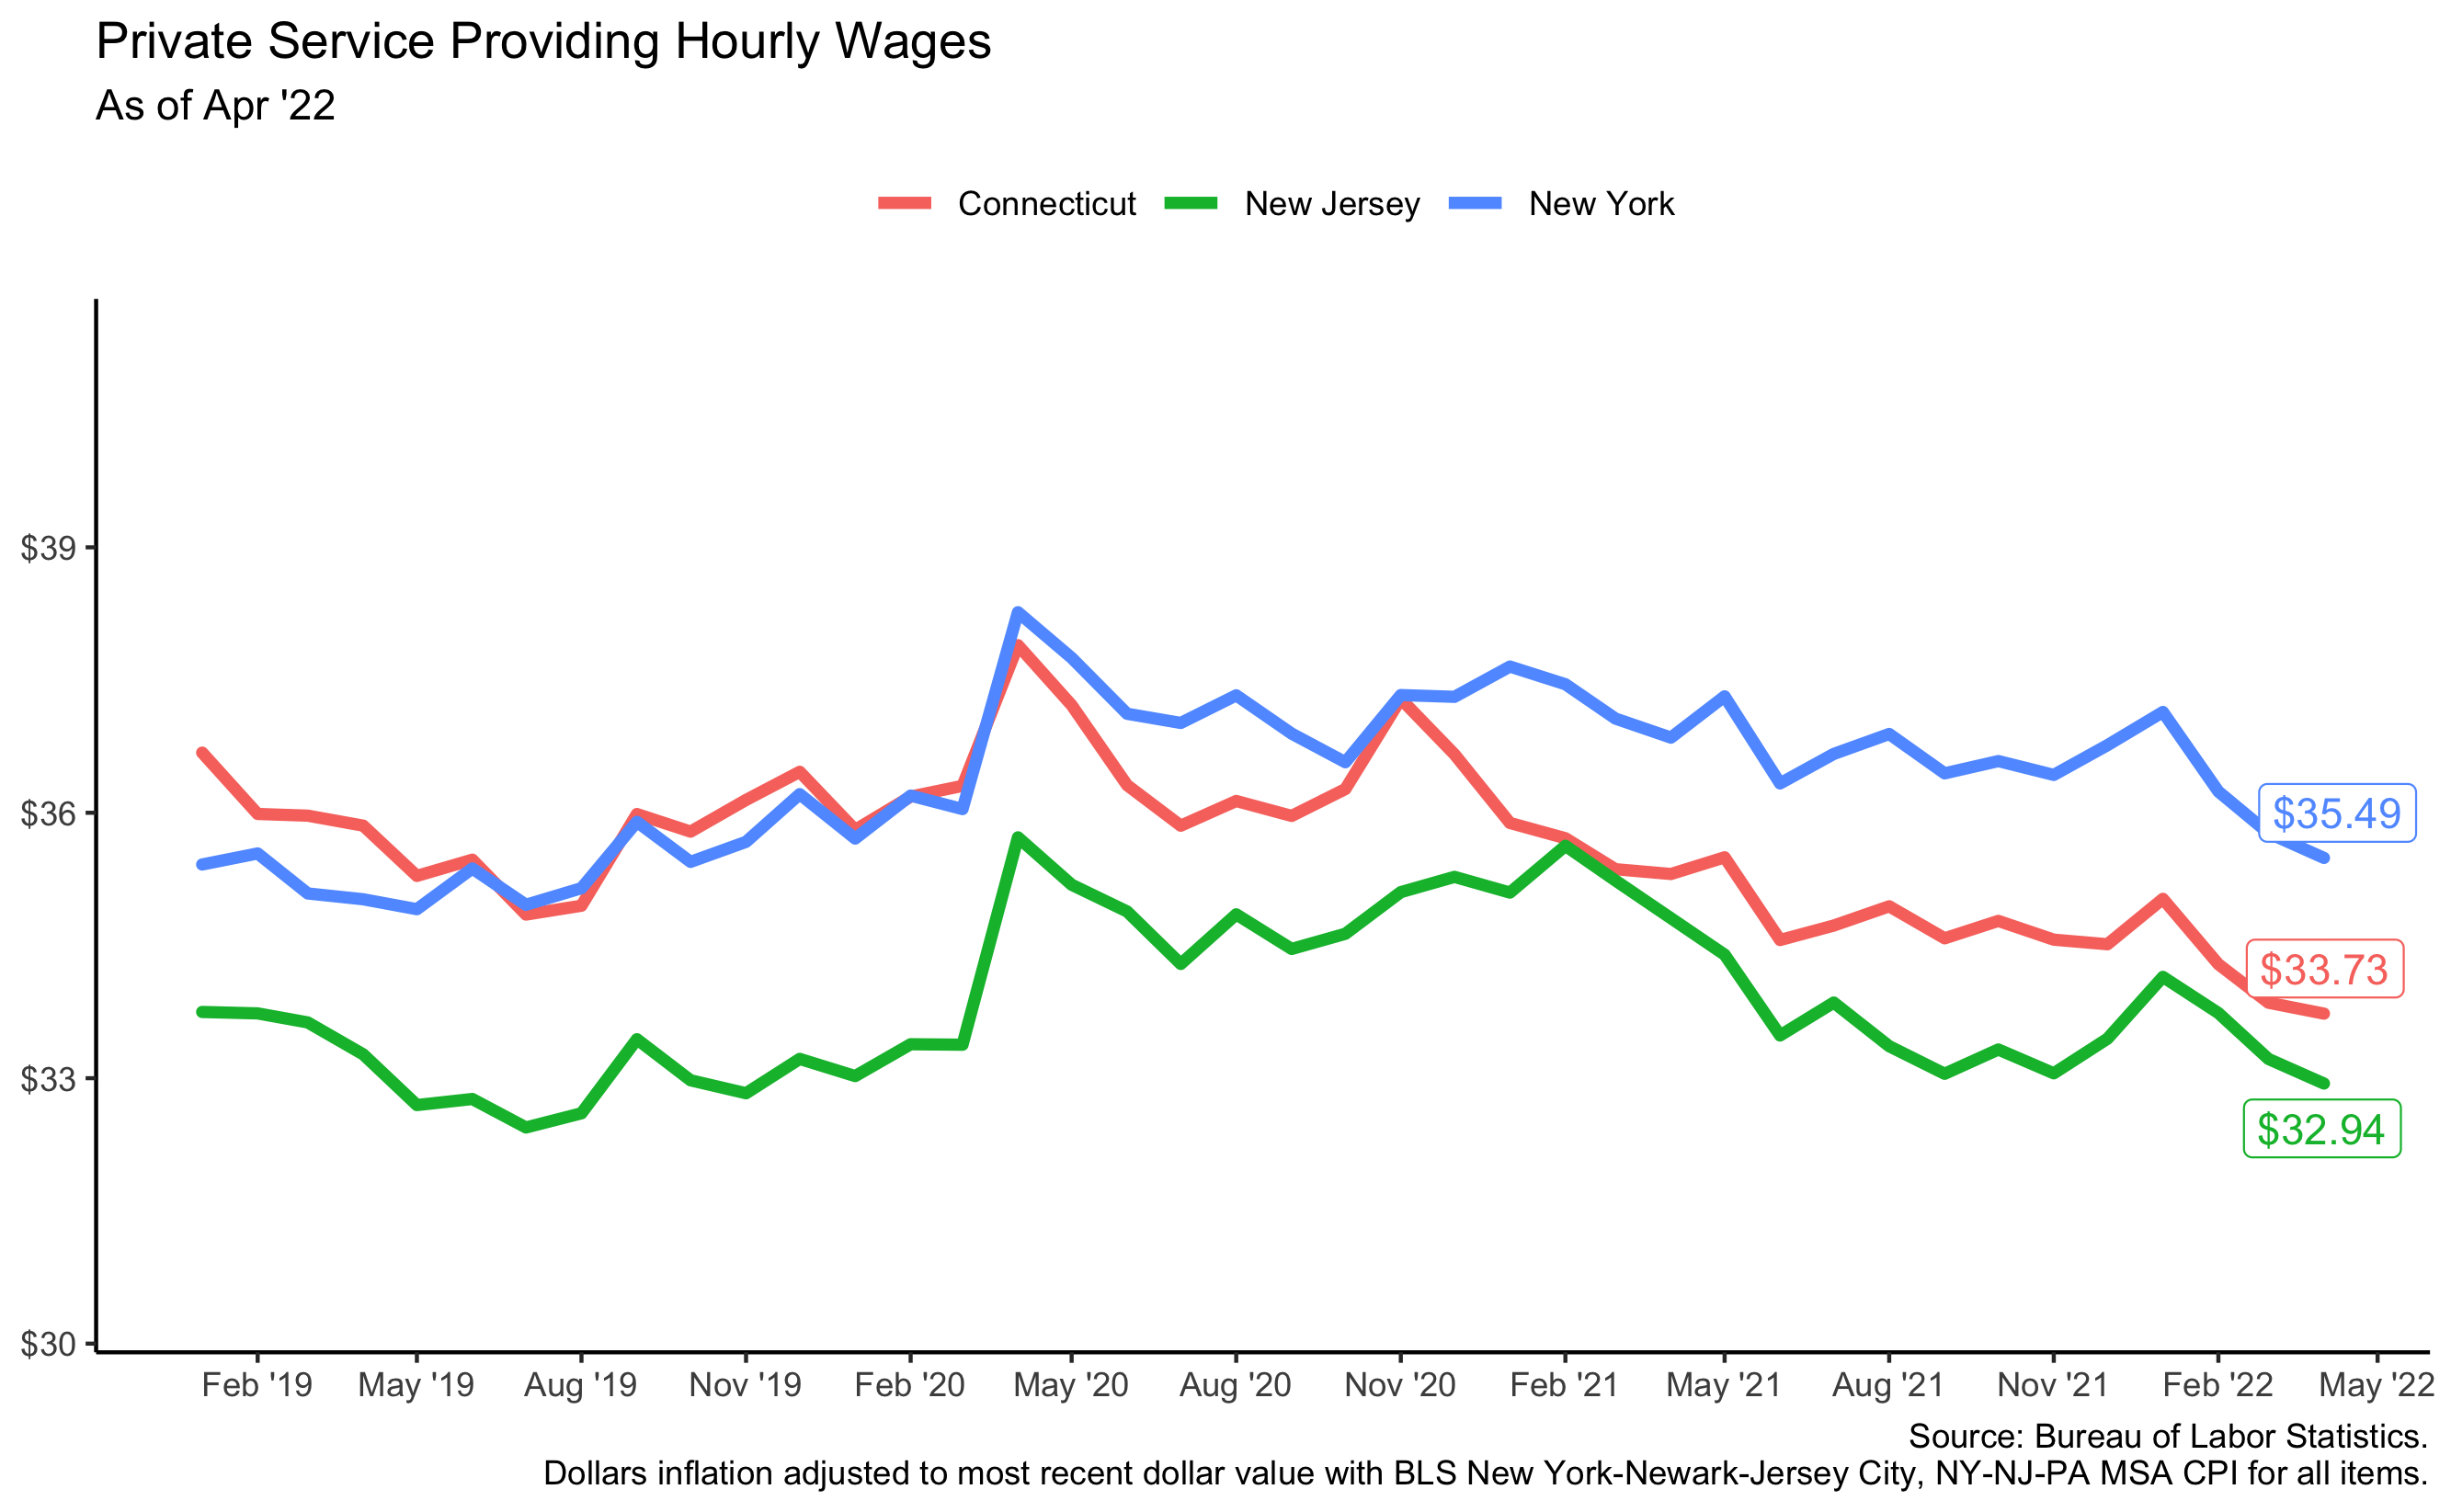 Private Service Providing Hourly Wages
As of Apr '22
Connecticut New Jersey New York
$39
$36
$33
$30
$35.49
$33.73
$32.94
Feb '19 May '19 Aug '19 Nov '19 Feb '20 May '20 Aug '20 Nov '20 Feb '21 May '21 Aug '21 Nov '21 Feb '22 May '22
Source: Bureau of Labor Statistics.
Dollars inflation adjusted to most recent dollar value with BLS New York-Newark-Jersey City, NY-NJ-PA MSA CPI for all items.